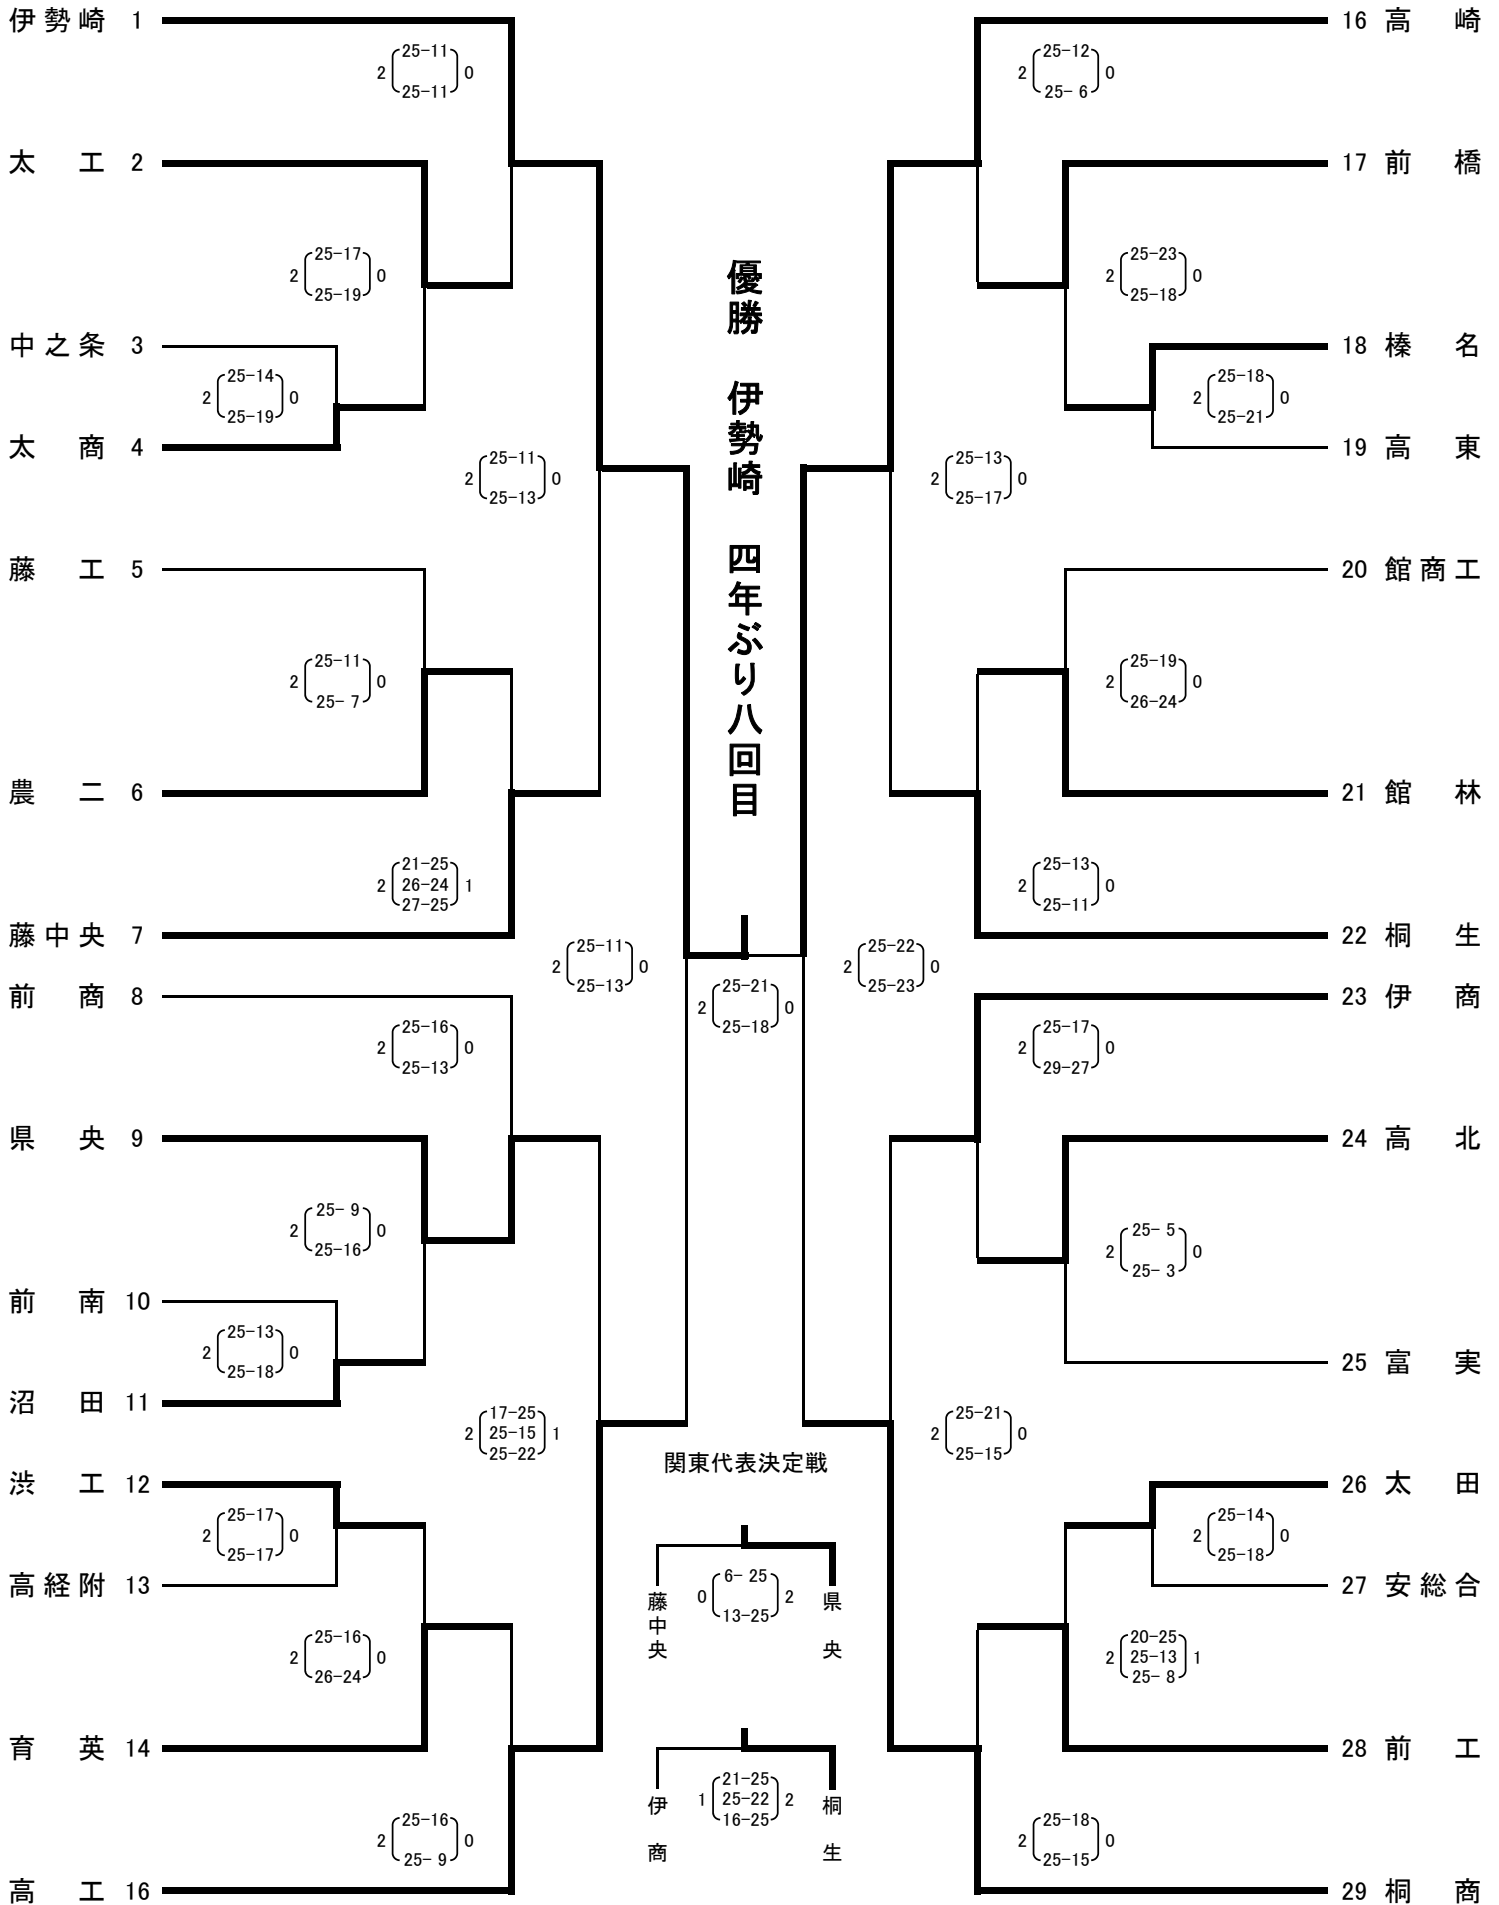 伊勢崎 1
2 25-11 0
25-11
太工 2
2 25-17 0
25-19
中之条 3
2 25-14 0
25-19
太商 4
2 25-11 0
25-13
藤工 5
2 25-11 0
25- 7
農二 6
2 21-25 1
26-24
27-25
藤中央 7
2 25-11 0
25-13
前商 8
2 25-16 0
25-13
県央 9
2 25- 9 0
25-16
前南 10
2 25-13 0
25-18
沼田 11
2 17-25 1
25-15
25-22
渋工 12
2 25-17 0
25-17
高経附 13
2 25-16 0
26-24
育英 14
2 25-16 0
25- 9
高工 16
優勝 伊勢崎 四年ぶり八回目
2 25-21 0
25-18
関東代表決定戦
0 6- 25 2
13-25
藤中央 県央
1 21-25 2
25-22
16-25
伊商 桐生
16 高崎
2 25-12 0
25- 6
17 前橋
2 25-23 0
25-18
18 榛名
2 25-18 0
25-21
19 高東
2 25-13 0
25-17
20 館商工
2 25-19 0
26-24
21 館林
2 25-13 0
25-11
22 桐生
2 25-22 0
25-23
23 伊商
2 25-17 0
29-27
24 高北
2 25- 5 0
25- 3
25 富実
2 25-21 0
25-15
26 太田
2 25-14 0
25-18
27 安総合
2 20-25 1
25-13
25- 8
28 前工
2 25-18 0
25-15
29 桐商